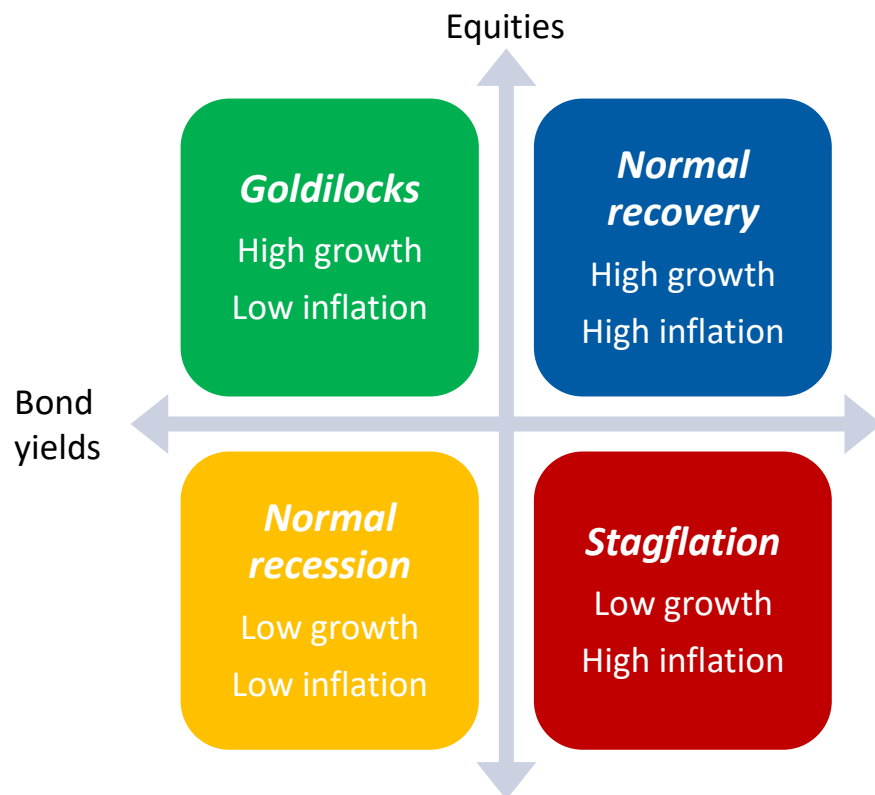 Equities
Goldilocks
High growth
Low inflation
Normal
recovery
High growth
High inflation
Bond
yields
Normal
recession
Low growth
Low inflation
Stagflation
Low growth
High inflation